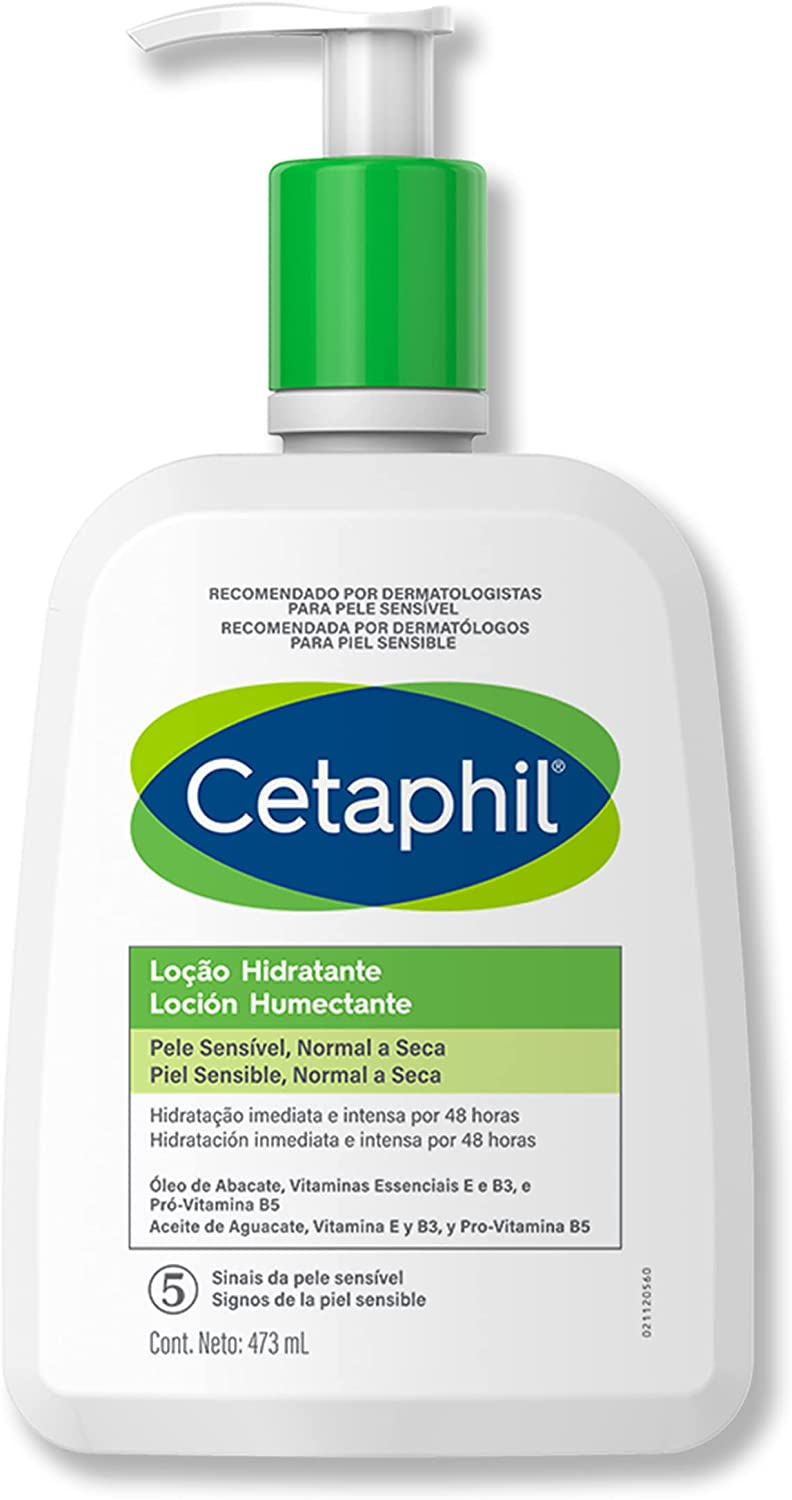 RECOMENDADO POR DERMATOLOGISTAS
PARA PELE SENSÍVEL
RECOMENDADA POR DERMATÓLOGOS
PARA PIEL SENSIBLE
Cetaphil®
Loção Hidratante
Loción Humectante
Pele Sensível, Normal a Seca
Piel Sensible, Normal a Seca
Hidratação imediata e intensa por 48 horas
Hidratación inmediata e intensa por 48 horas
Óleo de Abacate, Vitaminas Essenciais E e B3, e
Pró-Vitamina B5
Aceite de Aguacate, Vitamina E y B3, y Pro-Vitamina B5
5 Sinais da pele sensível
Signos de la piel sensible
Cont. Neto: 473 mL
021120560